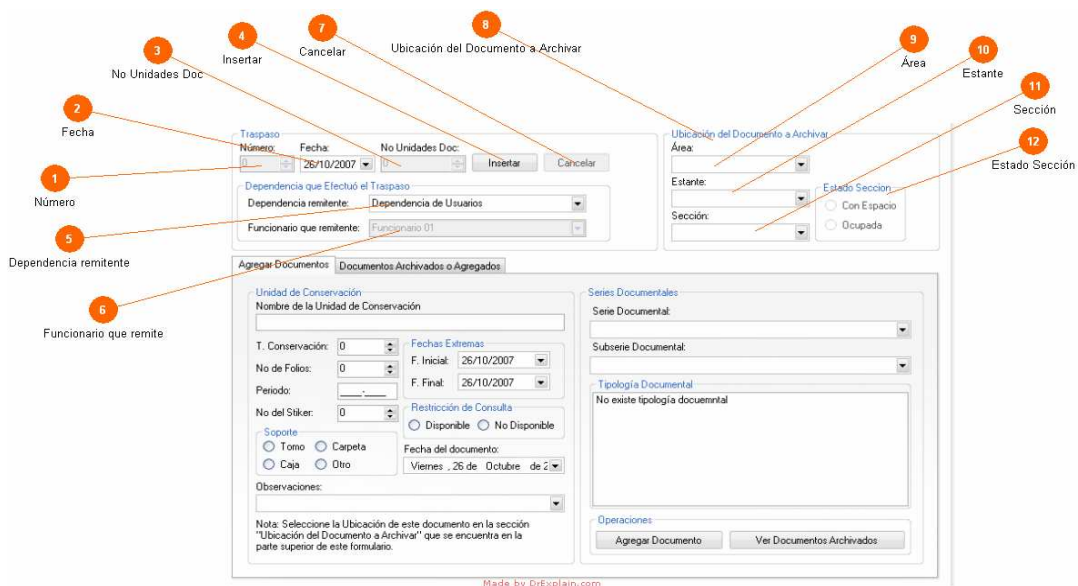 8
Ubicación del Documento a Archivar
7
Cancelar
4
Insertar
3
No Unidades Doc
9
Área
10
Estante
11
Sección
2
Fecha
12
Estado Sección
1
Número
5
Dependencia remitente
6
Funcionario que remite
Traspaso
Número: Fecha: No Unidades Doc:
0 26/10/2007 0 Insertar Cancelar
Dependencia que Efectuó el Traspaso
Dependencia remitente: Dependencia de Usuarios
Funcionario que remitente: Funcionario 01
Ubicación del Documento a Archivar
Área:
Estante:
Sección:
Estado Seccion
Con Espacio
Ocupada
Agregar Documentos Documentos Archivados o Agregados
Unidad de Conservación
Nombre de la Unidad de Conservación
T. Conservación: 0
No de Folios: 0
Periodo: ____-____
No del Stiker: 0
Fechas Extremas
F. Inicial: 26/10/2007
F. Final: 26/10/2007
Restricción de Consulta
Disponible No Disponible
Soporte
Tomo Carpeta
Caja Otro
Fecha del documento:
Viernes , 26 de Octubre de 2
Observaciones:
Nota: Seleccione la Ubicación de este documento en la sección
"Ubicación del Documento a Archivar" que se encuentra en la
parte superior de este formulario.
Series Documentales
Serie Documental:
Subserie Documental:
Tipología Documental
No existe tipología docuemntal
Operaciones
Agregar Documento Ver Documentos Archivados
Made by DrExplain.com